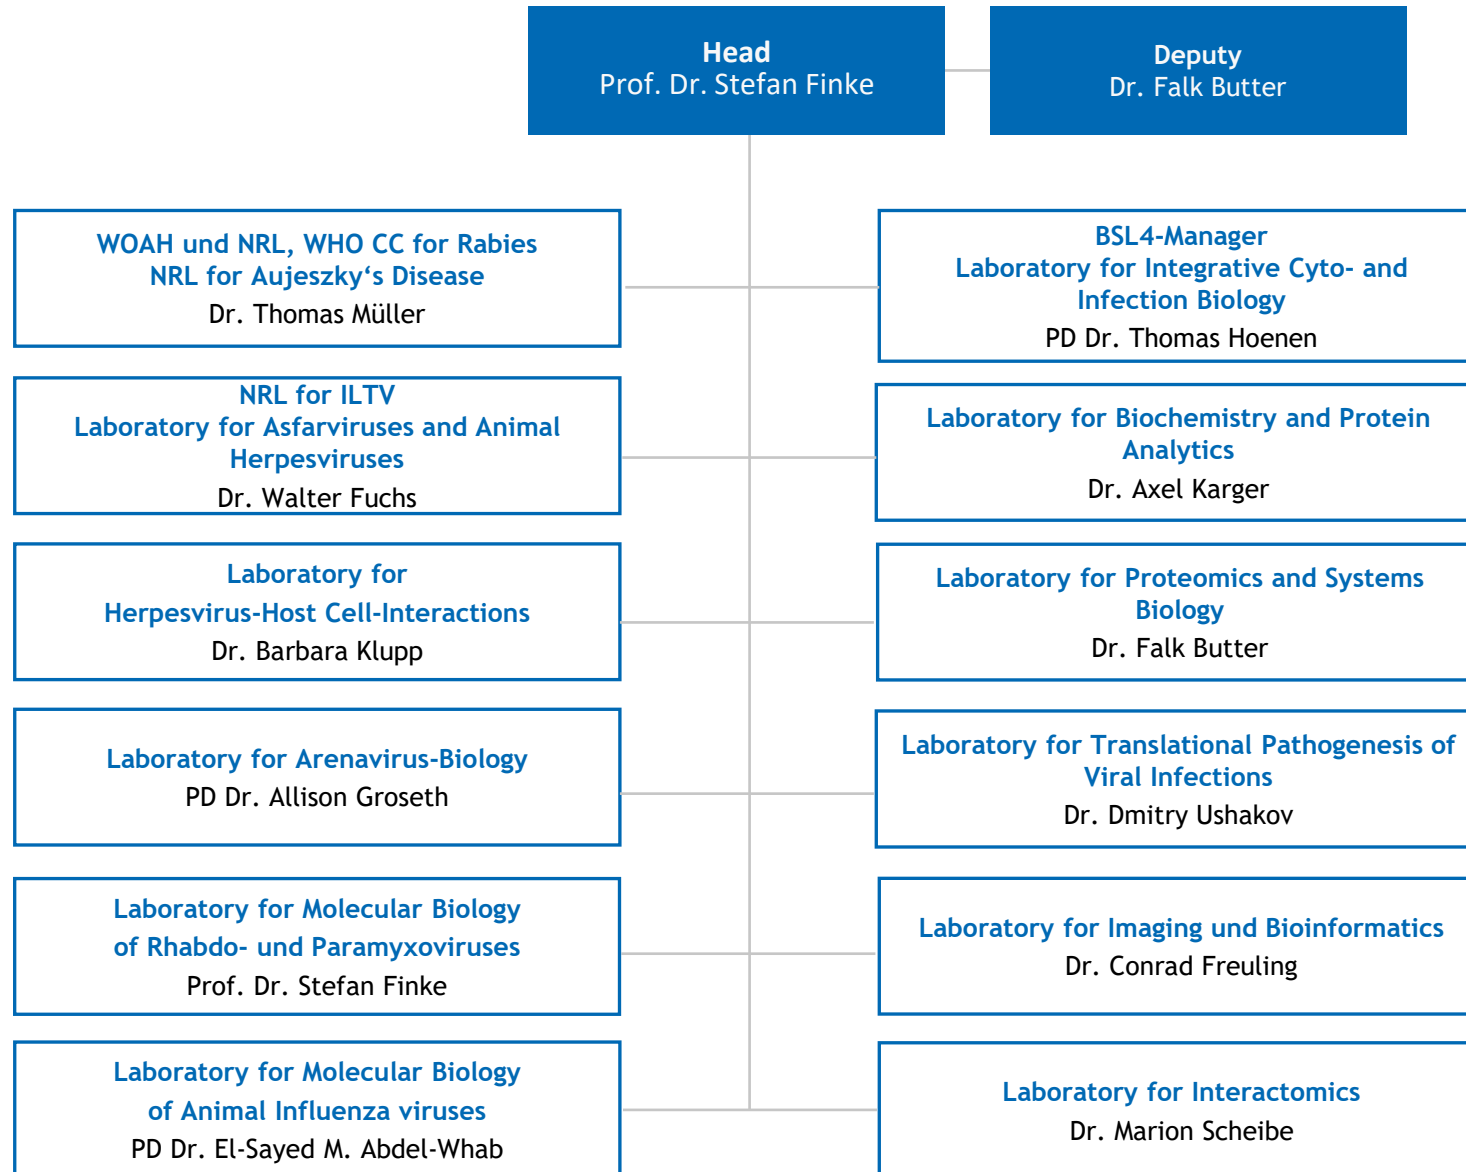 Head
Prof. Dr. Stefan Finke
Deputy
Dr. Falk Butter
WOAH und NRL, WHO CC for Rabies
NRL for Aujeszky‘s Disease
Dr. Thomas Müller
BSL4-Manager
Laboratory for Integrative Cyto- and
Infection Biology
PD Dr. Thomas Hoenen
NRL for ILTV
Laboratory for Asfarviruses and Animal
Herpesviruses
Dr. Walter Fuchs
Laboratory for Biochemistry and Protein
Analytics
Dr. Axel Karger
Laboratory for
Herpesvirus-Host Cell-Interactions
Dr. Barbara Klupp
Laboratory for Proteomics and Systems
Biology
Dr. Falk Butter
Laboratory for Arenavirus-Biology
PD Dr. Allison Groseth
Laboratory for Translational Pathogenesis of
Viral Infections
Dr. Dmitry Ushakov
Laboratory for Molecular Biology
of Rhabdo- und Paramyxoviruses
Prof. Dr. Stefan Finke
Laboratory for Imaging und Bioinformatics
Dr. Conrad Freuling
Laboratory for Molecular Biology
of Animal Influenza viruses
PD Dr. El-Sayed M. Abdel-Whab
Laboratory for Interactomics
Dr. Marion Scheibe